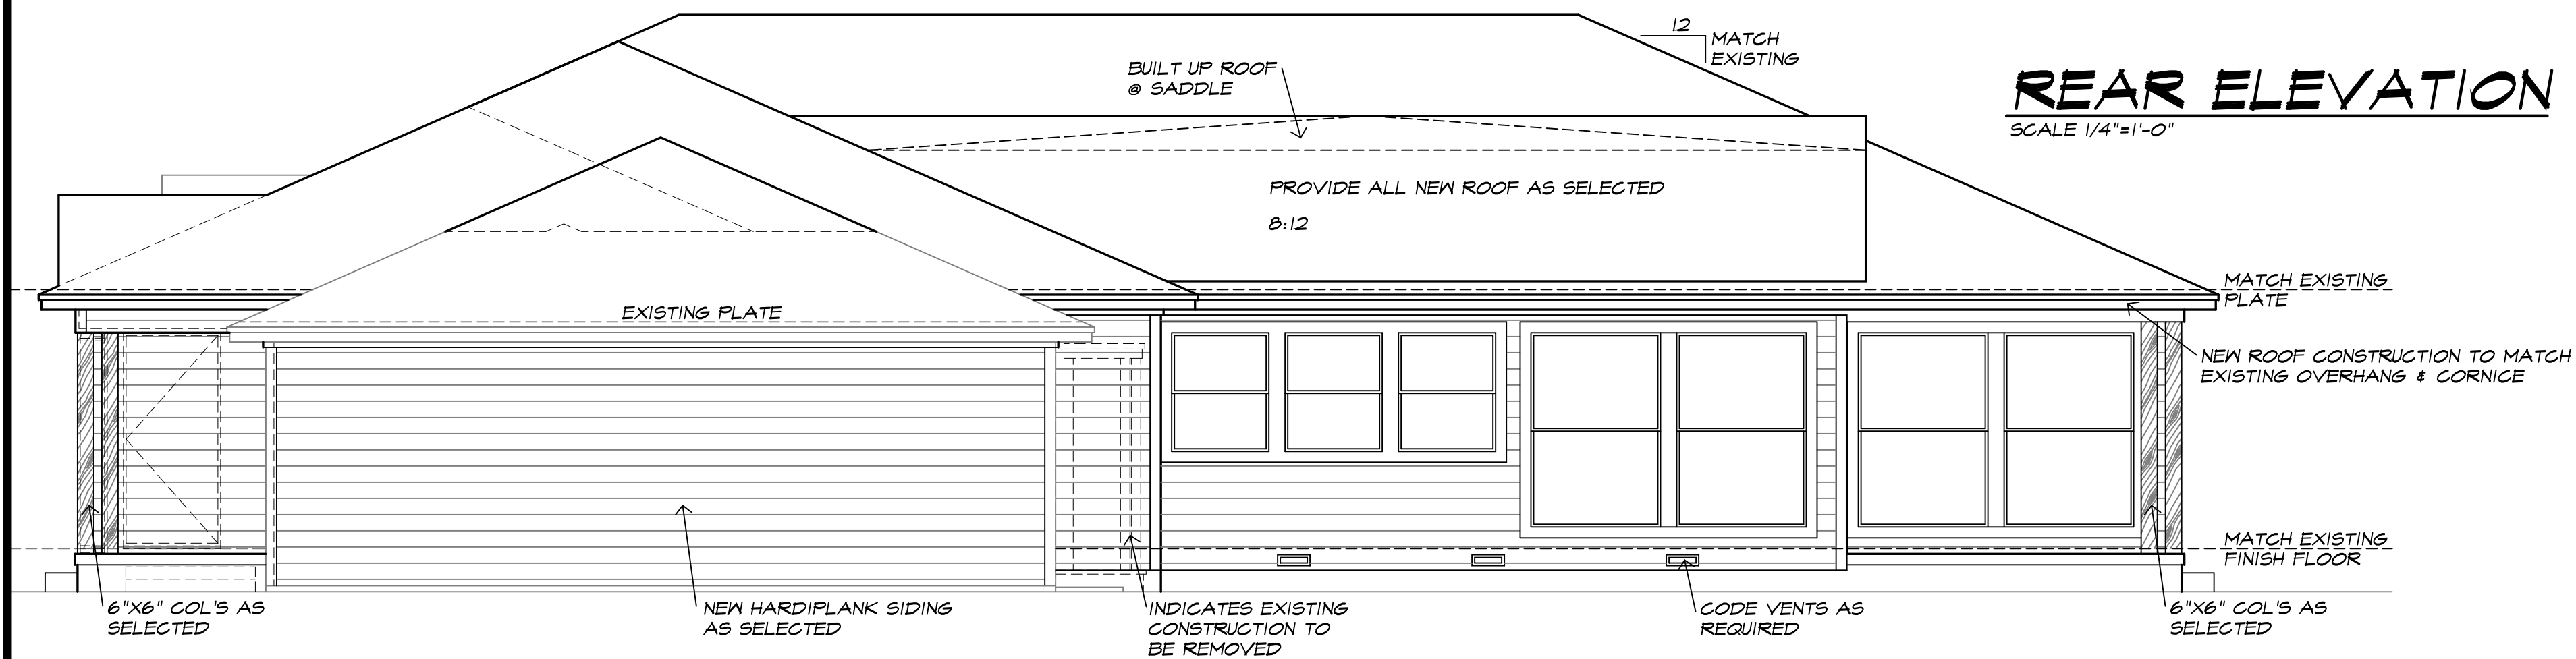 12
MATCH
EXISTING
BUILT UP ROOF
@ SADDLE
REAR ELEVATION
SCALE 1/4"=1'-0"
PROVIDE ALL NEW ROOF AS SELECTED
8:12
EXISTING PLATE
MATCH EXISTING
PLATE
NEW ROOF CONSTRUCTION TO MATCH
EXISTING OVERHANG & CORNICE
MATCH EXISTING
FINISH FLOOR
6"X6" COL'S AS
SELECTED
NEW HARDIPLANK SIDING
AS SELECTED
INDICATES EXISTING
CONSTRUCTION TO
BE REMOVED
CODE VENTS AS
REQUIRED
6"X6" COL'S AS
SELECTED